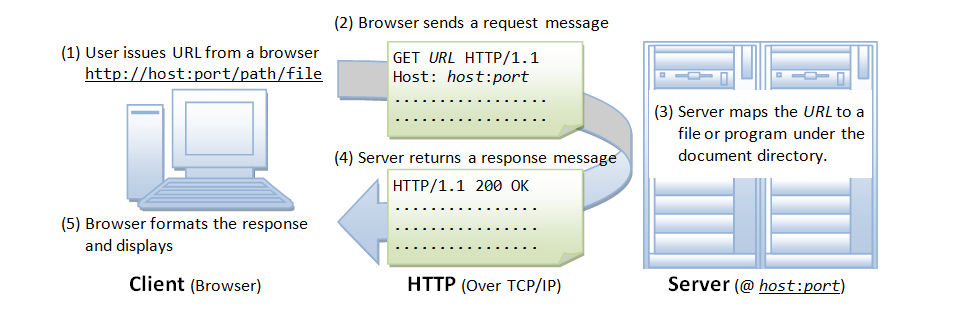 (1) User issues URL from a browser
http://host:port/path/file
(2) Browser sends a request message
GET URL HTTP/1.1
Host: host:port
.................
.................
(3) Server maps the URL to a
file or program under the
document directory.
(4) Server returns a response message
HTTP/1.1 200 OK
................
................
................
(5) Browser formats the response
and displays
Client (Browser)
HTTP (Over TCP/IP)
Server (@ host:port)